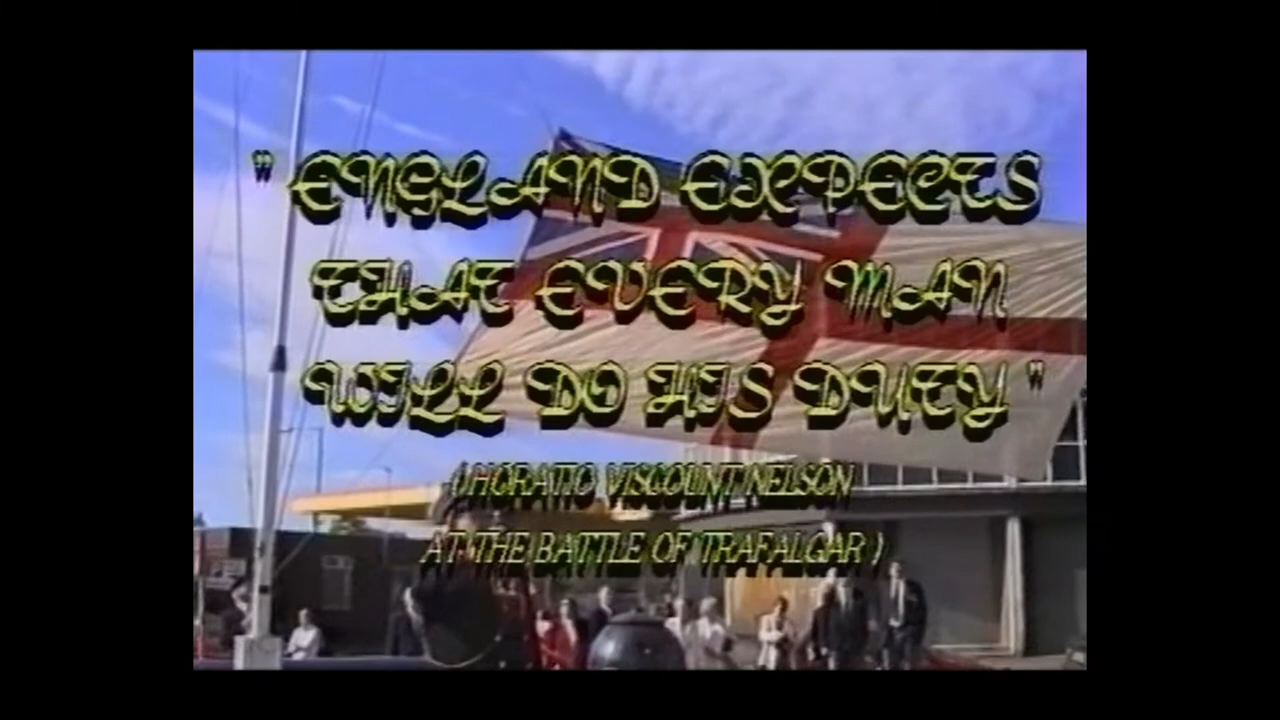 " ENGLAND EXPECTS
THAT EVERY MAN
WILL DO HIS DUTY "
( HORATIO VISCOUNT NELSON
AT THE BATTLE OF TRAFALGAR )